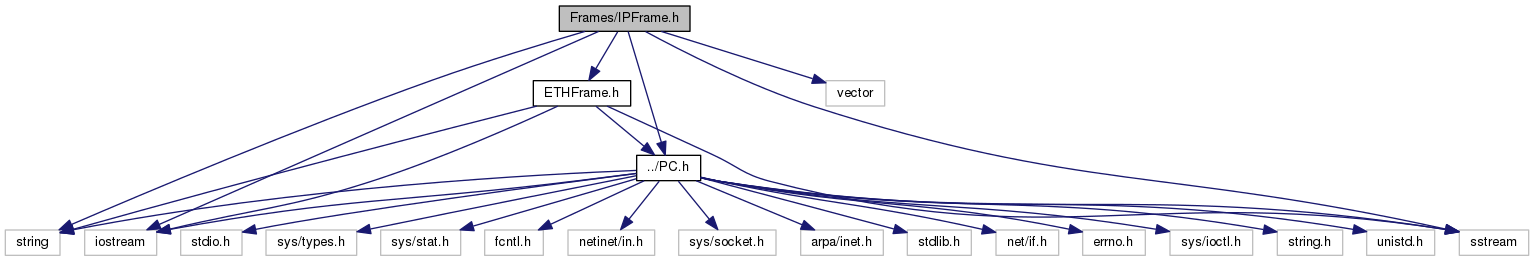 Frames/IPFrame.h
ETHFrame.h
vector
../PC.h
string
iostream
stdio.h
sys/types.h
sys/stat.h
fcntl.h
netinet/in.h
sys/socket.h
arpa/inet.h
stdlib.h
net/if.h
errno.h
sys/ioctl.h
string.h
unistd.h
sstream